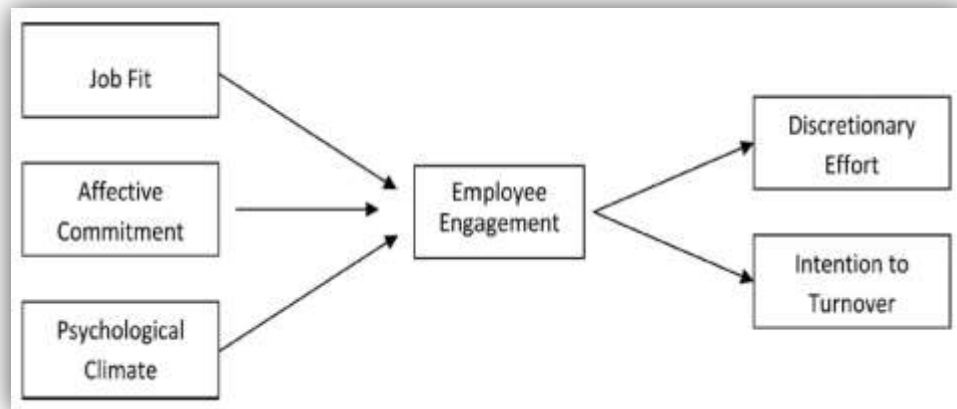 Job Fit
Affective
Commitment
Psychological
Climate
Employee
Engagement
Discretionary
Effort
Intention to
Turnover